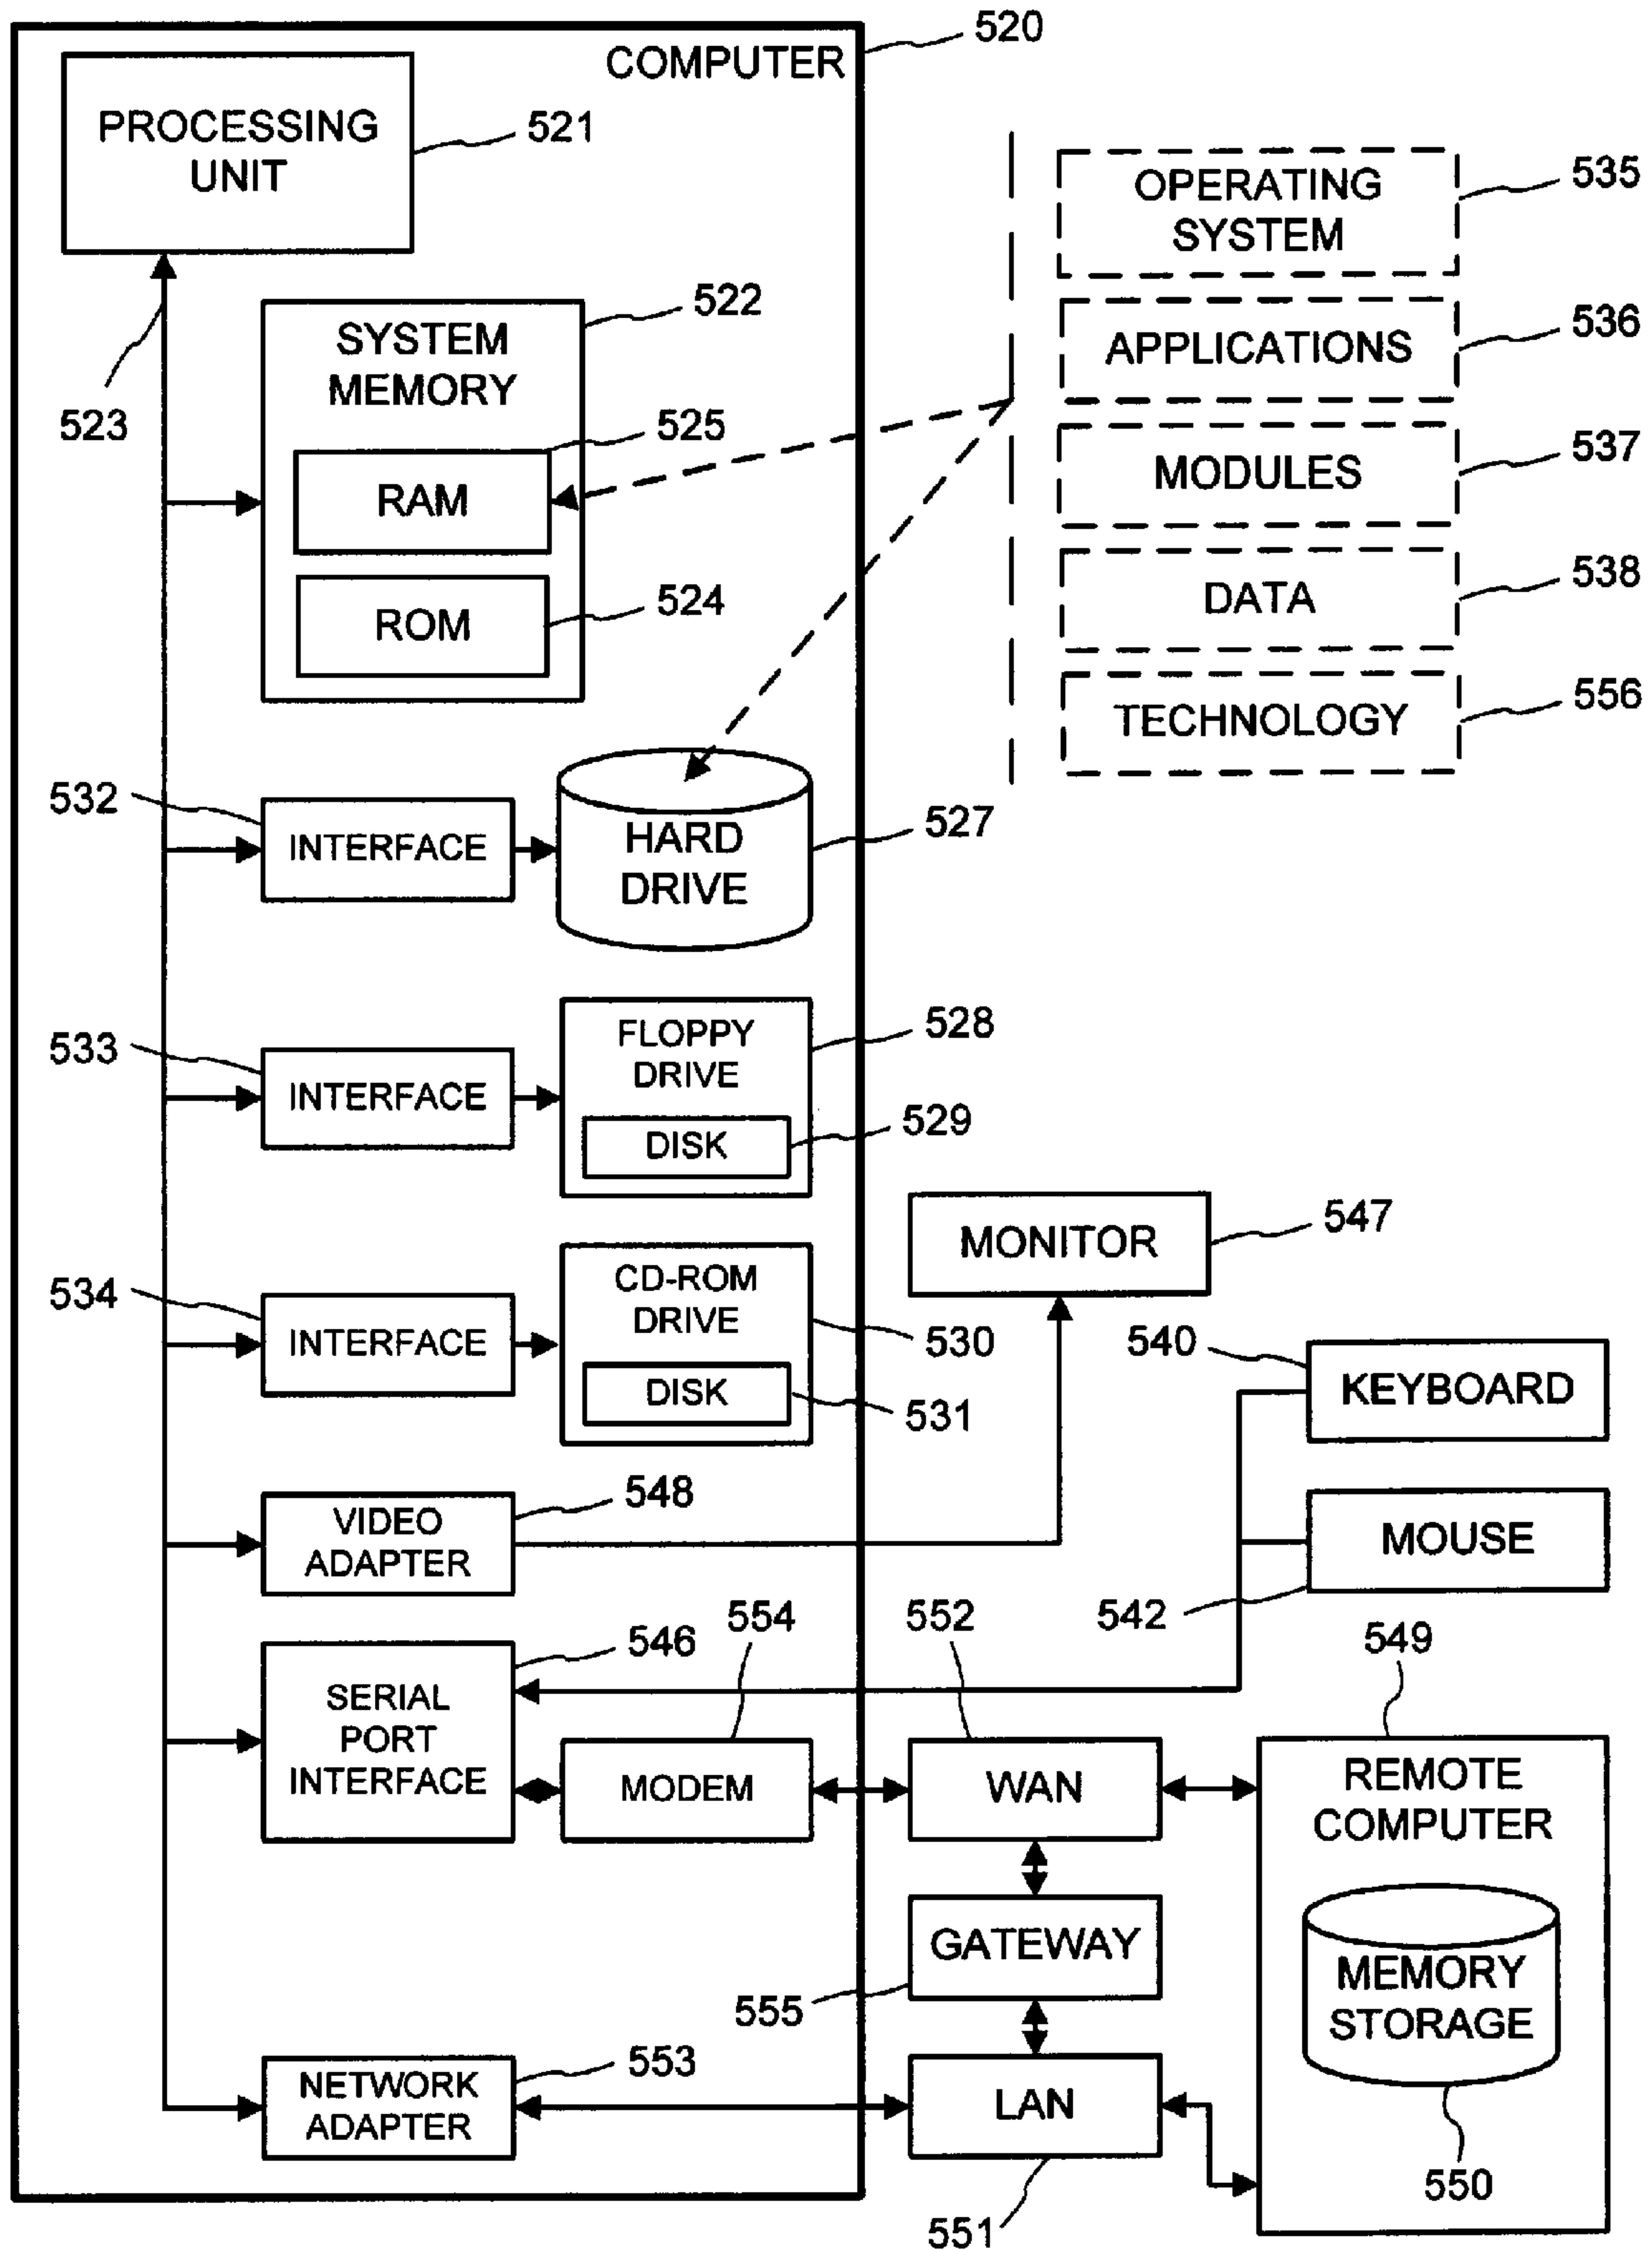 520
COMPUTER
PROCESSING
UNIT
521
523
522
SYSTEM
MEMORY
525
RAM
524
ROM
OPERATING
SYSTEM
535
APPLICATIONS
536
MODULES
537
DATA
538
TECHNOLOGY
556
532
INTERFACE
HARD
DRIVE
527
533
INTERFACE
FLOPPY
DRIVE
528
DISK
529
534
INTERFACE
CD-ROM
DRIVE
530
DISK
531
MONITOR
547
540
KEYBOARD
MOUSE
542
548
VIDEO
ADAPTER
546
SERIAL
PORT
INTERFACE
554
MODEM
552
WAN
549
REMOTE
COMPUTER
MEMORY
STORAGE
550
GATEWAY
555
553
NETWORK
ADAPTER
LAN
551